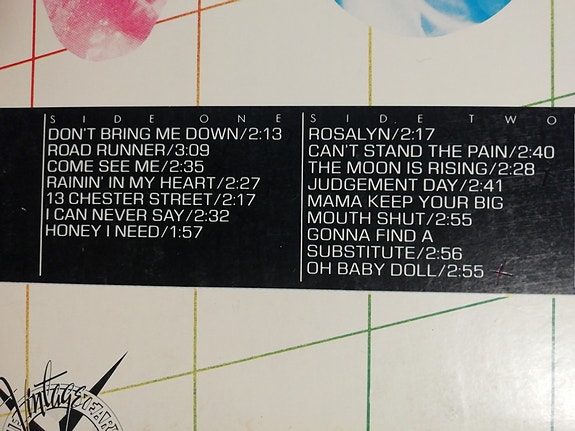 SIDE ONE
DON'T BRING ME DOWN/2:13
ROAD RUNNER/3:09
COME SEE ME/2:35
RAININ' IN MY HEART/2:27
13 CHESTER STREET/2:17
I CAN NEVER SAY/2:32
HONEY I NEED/1:57
SIDE TWO
ROSALYN/2:17
CAN'T STAND THE PAIN/2:40
THE MOON IS RISING/2:28
JUDGEMENT DAY/2:41
MAMA KEEP YOUR BIG
MOUTH SHUT/2:55
GONNA FIND A
SUBSTITUTE/2:56
OH BABY DOLL/2:55
Vintage